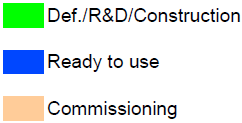 Def./R&D/Construction
Ready to use
Commissioning